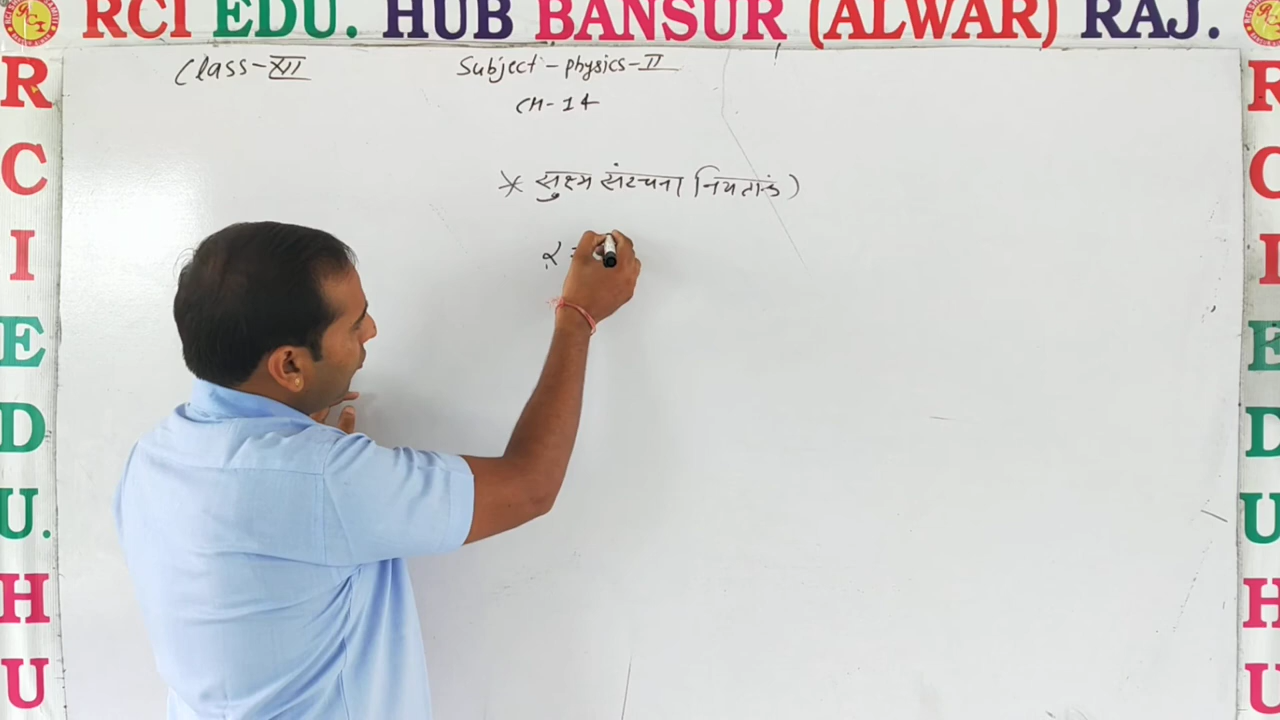 RCI EDU. HUB BANSUR (ALWAR) RAJ.
Class-XII
Subject-physics-II
CH-14
* सुक्ष्म संरचना नियतांक)
α =
R
C
I
E
D
U.
H
U
R
C
I
E
D
U
H
U